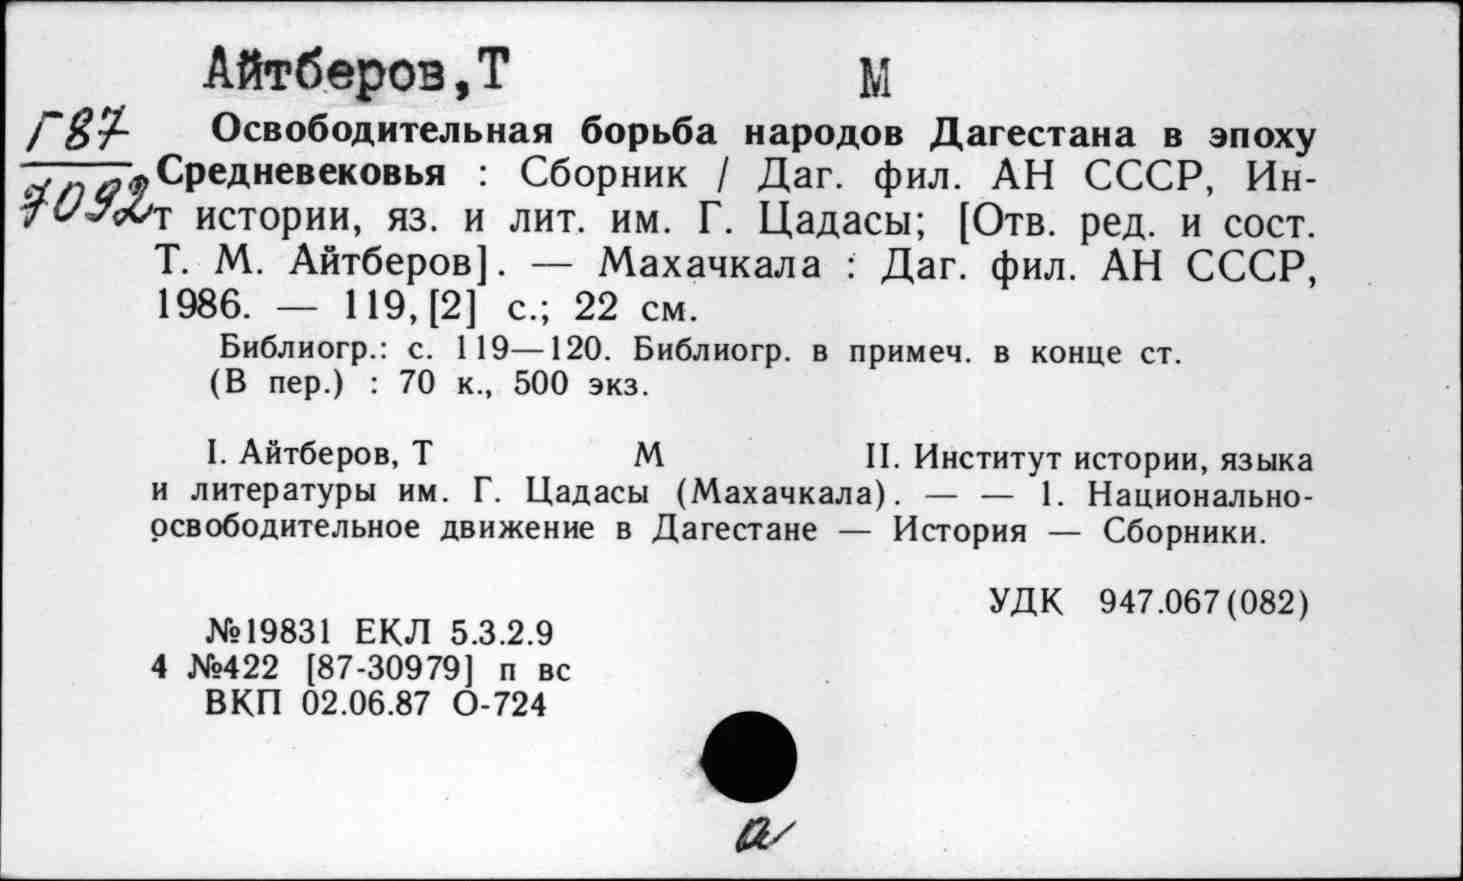 Айтберов,Т М
Г87 Освободительная борьба народов Дагестана в эпоху
7092 Средневековья : Сборник / Даг. фил. АН СССР, Ин-
т истории, яз. и лит. им. Г. Цадасы; [Отв. ред. и сост.
Т. М. Айтберов]. — Махачкала : Даг. фил. АН СССР,
1986. — 119, [2] с.; 22 см.
Библиогр.: с. 119—120. Библиогр. в примеч. в конце ст.
(В пер.) : 70 к., 500 экз.
I. Айтберов, Т М II. Институт истории, языка
и литературы им. Г. Цадасы (Махачкала). — — 1. Национально-
освободительное движение в Дагестане — История — Сборники.
УДК 947.067(082)
№19831 ЕКЛ 5.3.2.9
4 №422 [87-30979] п вс
ВКП 02.06.87 О-724